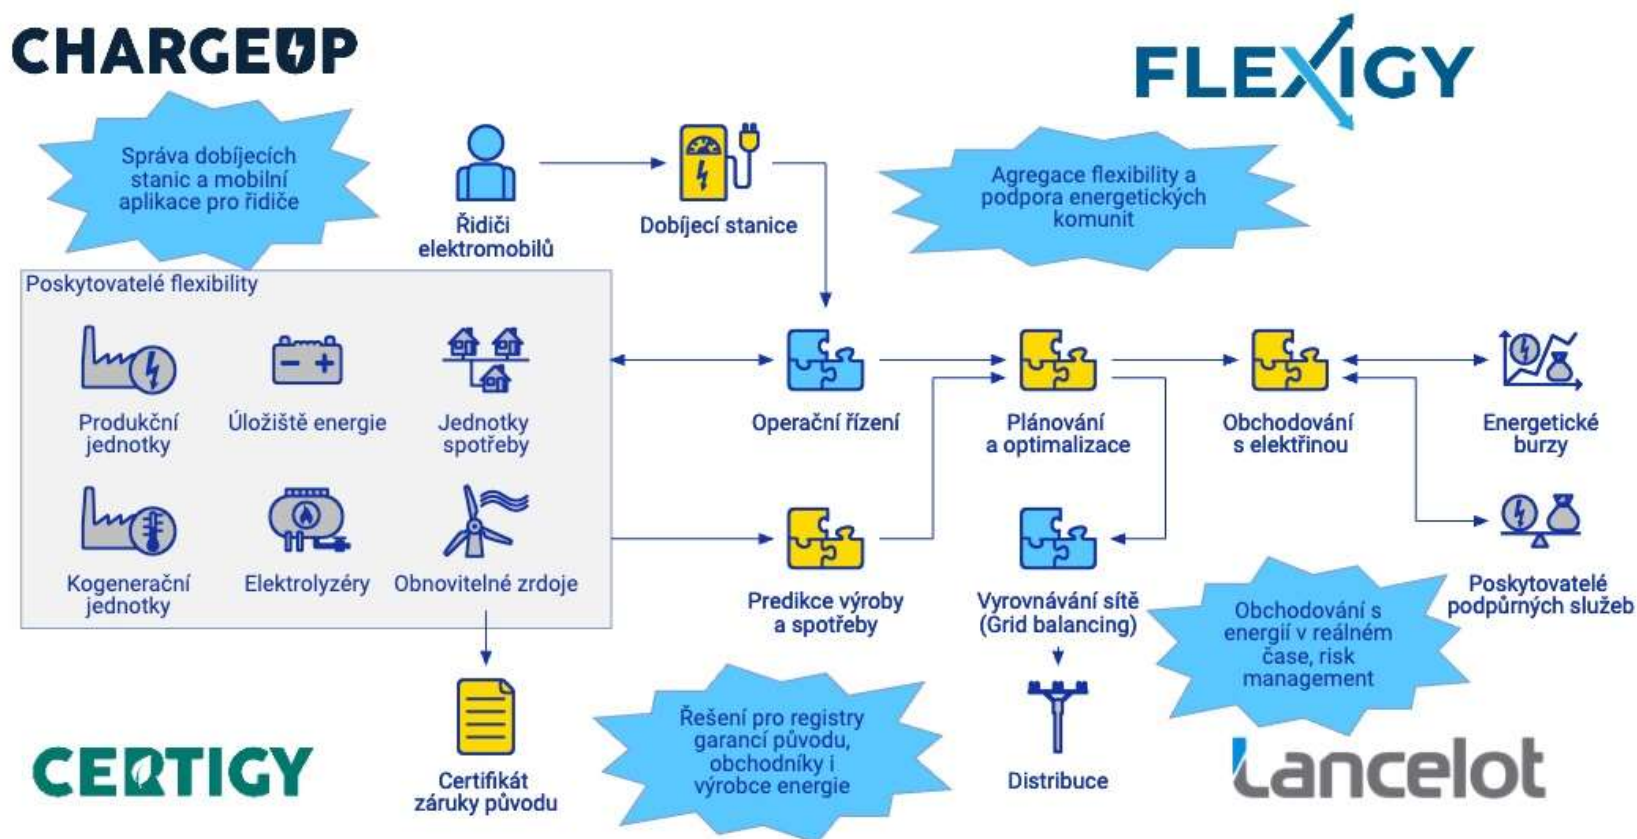 CHARGEUP
FLEXIGY
Správa dobíjecích
stanic a mobilní
aplikace pro řidiče
Řidiči
elektromobilů
Dobíjecí stanice
Agregace flexibility a
podpora energetických
komunit
Poskytovatelé flexibility
Produkční
jednotky
Úložiště energie
Jednotky
spotřeby
Operační řízení
Plánování
a optimalizace
Obchodování
s elektřinou
Energetické
burzy
Kogenerační
jednotky
Elektrolyzéry
Obnovitelné zrdoje
Predikce výroby
a spotřeby
Vyrovnávání sítě
(Grid balancing)
Obchodování s
energií v reálném
čase, risk
management
Poskytovatelé
podpůrných služeb
CERTIGY
Certifikát
záruky původu
Řešení pro registry
garancí původu,
obchodníky i
výrobce energie
Distribuce
Lancelot